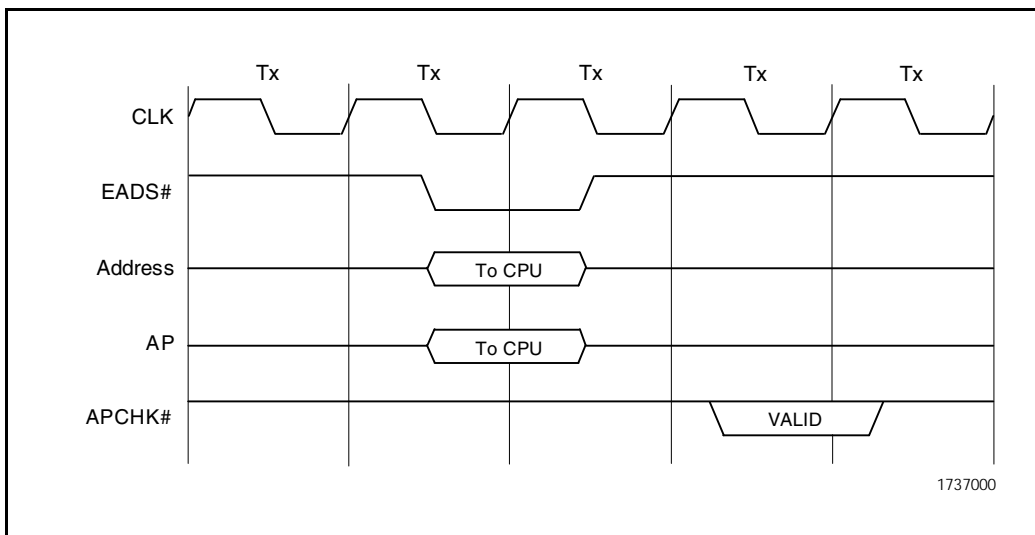 Tx Tx Tx Tx Tx
CLK
EADS#
Address To CPU
AP To CPU
APCHK# VALID
1737000